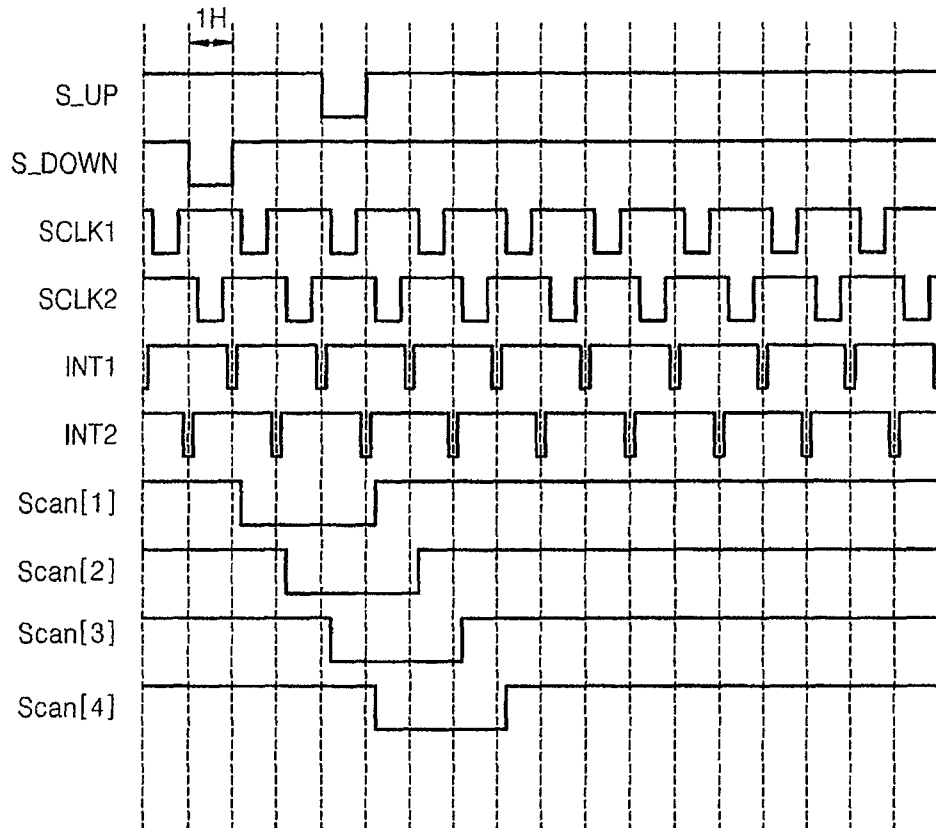 1H
S_UP
S_DOWN
SCLK1
SCLK2
INT1
INT2
Scan[1]
Scan[2]
Scan[3]
Scan[4]